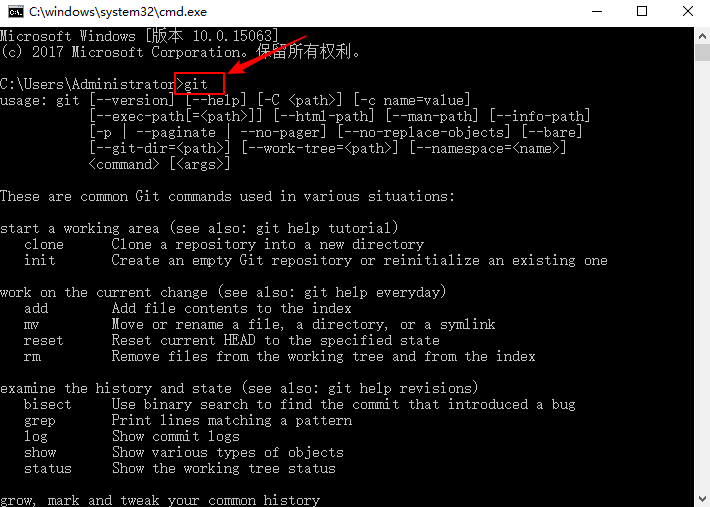 C:\windows\system32\cmd.exe
Microsoft Windows [版本 10.0.15063]
(c) 2017 Microsoft Corporation。保留所有权利。
C:\Users\Administrator>git
usage: git [--version] [--help] [-C <path>] [-c name=value]
[--exec-path[=<path>]] [--html-path] [--man-path] [--info-path]
[-p | --paginate | --no-pager] [--no-replace-objects] [--bare]
[--git-dir=<path>] [--work-tree=<path>] [--namespace=<name>]
<command> [<args>]
These are common Git commands used in various situations:
start a working area (see also: git help tutorial)
clone Clone a repository into a new directory
init Create an empty Git repository or reinitialize an existing one
work on the current change (see also: git help everyday)
add Add file contents to the index
mv Move or rename a file, a directory, or a symlink
reset Reset current HEAD to the specified state
rm Remove files from the working tree and from the index
examine the history and state (see also: git help revisions)
bisect Use binary search to find the commit that introduced a bug
grep Print lines matching a pattern
log Show commit logs
show Show various types of objects
status Show the working tree status
grow, mark and tweak your common history